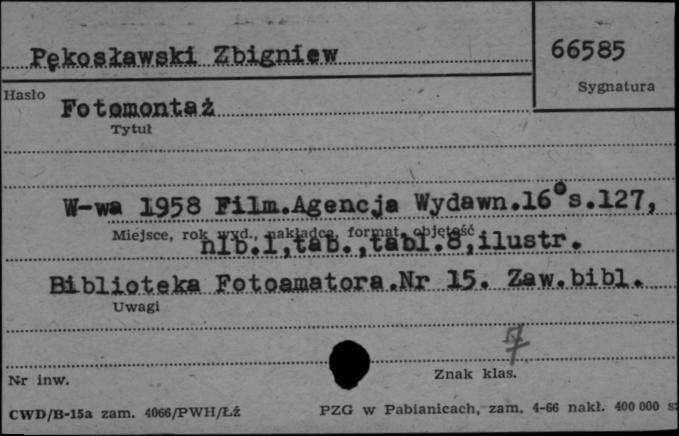 Pękosławski Zbigniew
66585
Hasło
Sygnatura
Fotomontaż
Tytuł
W-wa 1958 Film.Agencja Wydawn.16°s.127,
Miejsce, rok wyd., nakładca, format, objętość
nlb.1,tab.,tabl.8,ilustr.
Biblioteka Fotoamatora.Nr 15. Zaw.bibl.
Uwagi
Nr inw.
Znak klas.
CWD/B-15a zam. 4066/PWH/Łź
PZG w Pabianicach, zam. 4-66 nakł. 400 000